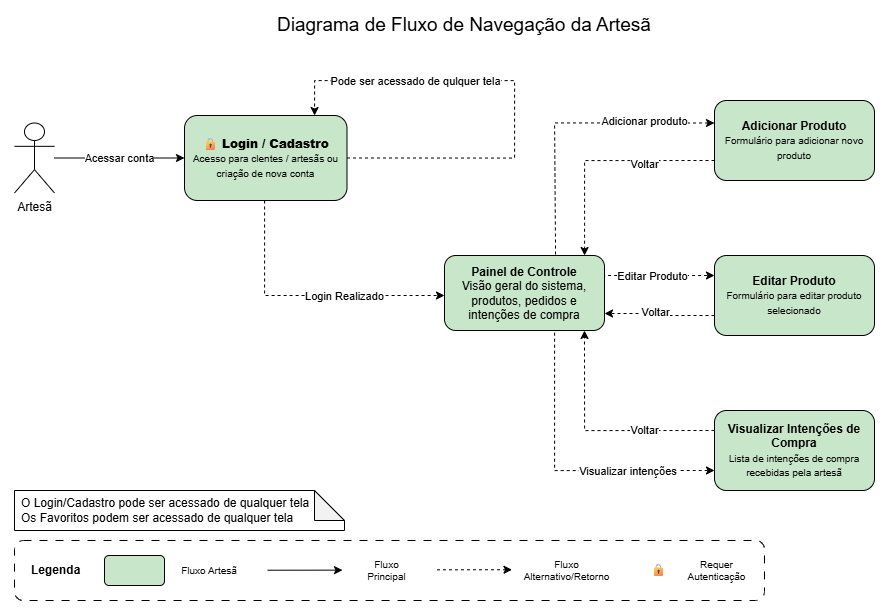 Diagrama de Fluxo de Navegação da Artesã
Pode ser acessado de qulquer tela
🔒 Login / Cadastro
Acesso para clentes / artesãs ou
criação de nova conta
Acessar conta
Artesã
Adicionar produto
Adicionar Produto
Formulário para adicionar novo
produto
Voltar
Painel de Controle
Visão geral do sistema,
produtos, pedidos e
intenções de compra
Login Realizado
Editar Produto
Editar Produto
Formulário para editar produto
selecionado
Voltar
Voltar
Visualizar Intenções de
Compra
Lista de intenções de compra
recebidas pela artesã
Visualizar intenções
O Login/Cadastro pode ser acessado de qualquer tela
Os Favoritos podem ser acessado de qualquer tela
Legenda
Fluxo Artesã
Fluxo
Principal
Fluxo
Alternativo/Retorno
🔒
Requer
Autenticação